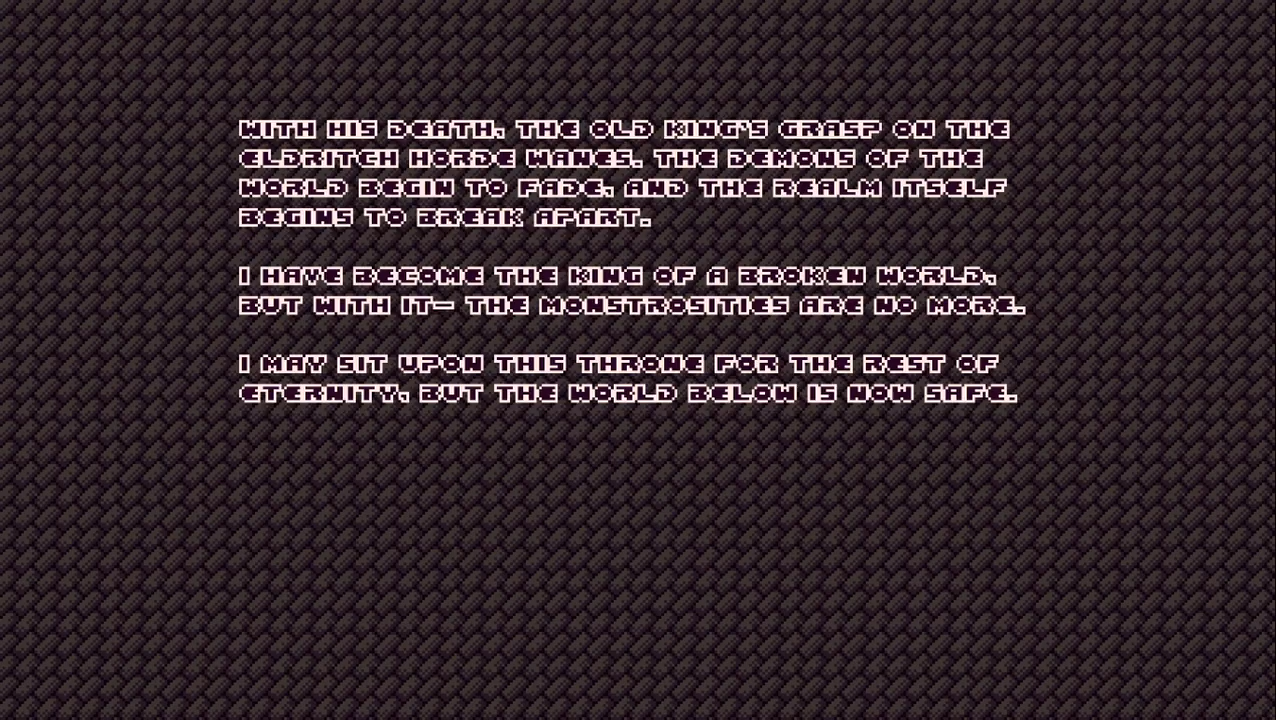 WITH HIS DEATH, THE OLD KING'S GRASP ON THE
ELDRITCH HORDE WANES. THE DEMONS OF THE
WORLD BEGIN TO FADE, AND THE REALM ITSELF
BEGINS TO BREAK APART.
I HAVE BECOME THE KING OF A BROKEN WORLD,
BUT WITH IT- THE MONSTROSITIES ARE NO MORE.
I MAY SIT UPON THIS THRONE FOR THE REST OF
ETERNITY, BUT THE WORLD BELOW IS NOW SAFE.